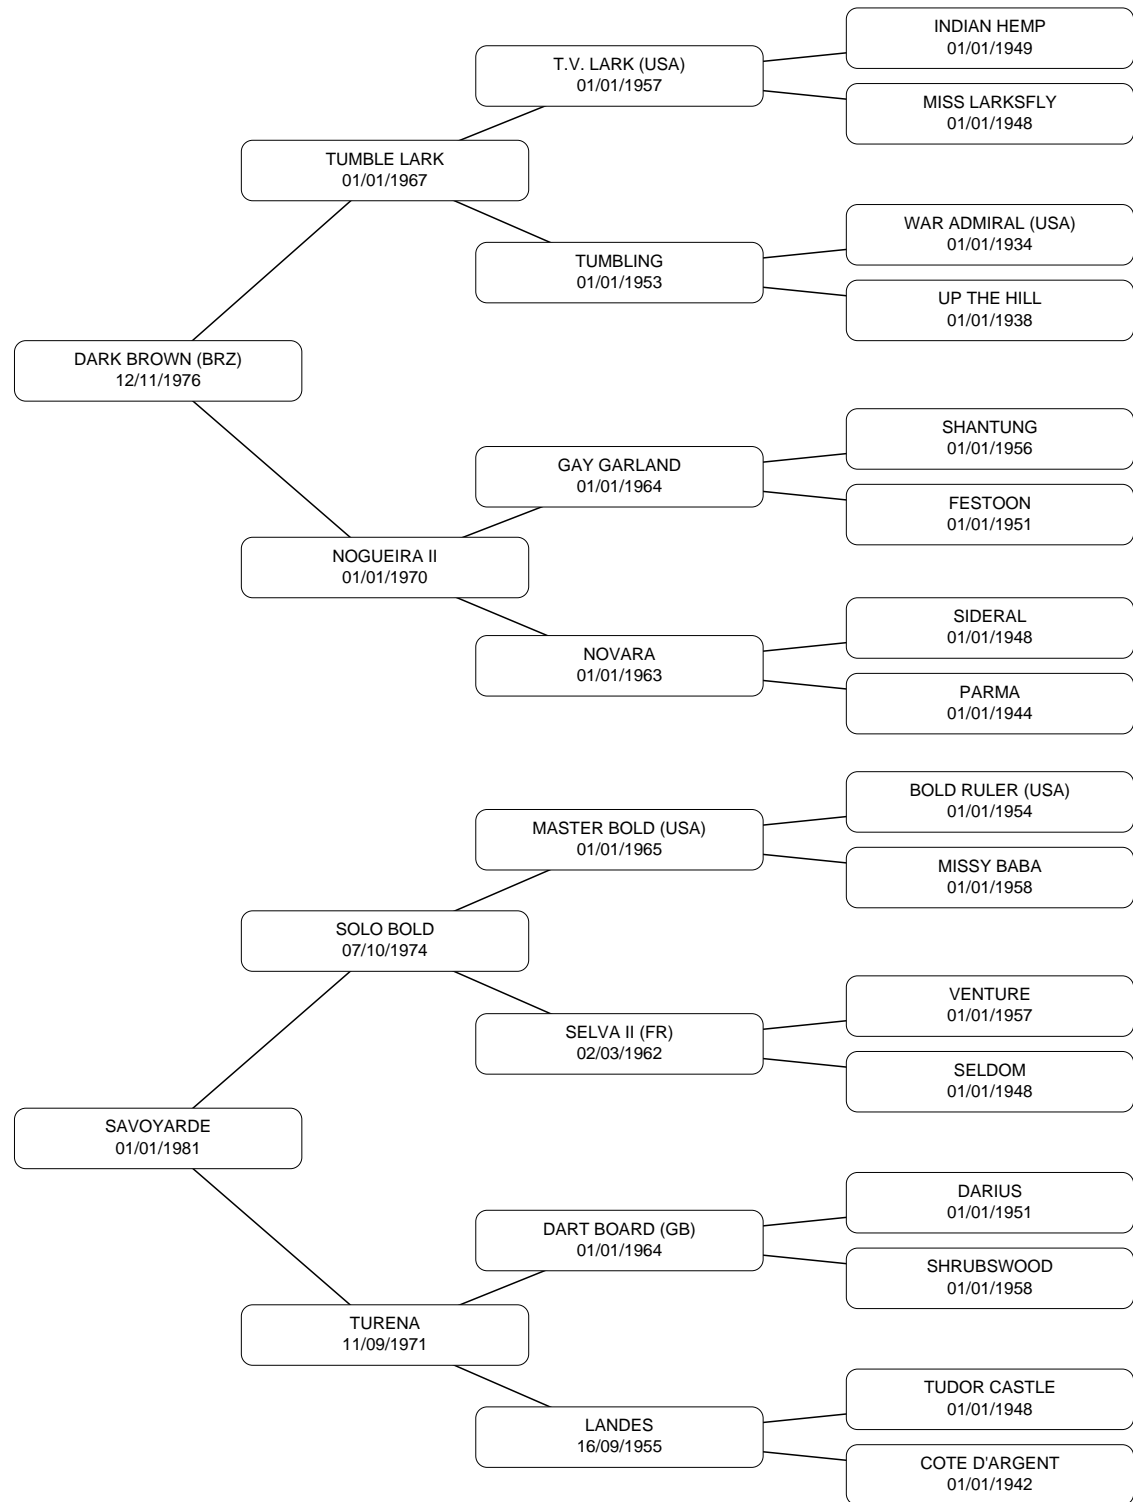 INDIAN HEMP
01/01/1949
T.V. LARK (USA)
01/01/1957
MISS LARKSFLY
01/01/1948
TUMBLE LARK
01/01/1967
WAR ADMIRAL (USA)
01/01/1934
TUMBLING
01/01/1953
UP THE HILL
01/01/1938
DARK BROWN (BRZ)
12/11/1976
SHANTUNG
01/01/1956
GAY GARLAND
01/01/1964
FESTOON
01/01/1951
NOGUEIRA II
01/01/1970
SIDERAL
01/01/1948
NOVARA
01/01/1963
PARMA
01/01/1944
BOLD RULER (USA)
01/01/1954
MASTER BOLD (USA)
01/01/1965
MISSY BABA
01/01/1958
SOLO BOLD
07/10/1974
VENTURE
01/01/1957
SELVA II (FR)
02/03/1962
SELDOM
01/01/1948
SAVOYARDE
01/01/1981
DARIUS
01/01/1951
DART BOARD (GB)
01/01/1964
SHRUBSWOOD
01/01/1958
TURENA
11/09/1971
TUDOR CASTLE
01/01/1948
LANDES
16/09/1955
COTE D'ARGENT
01/01/1942